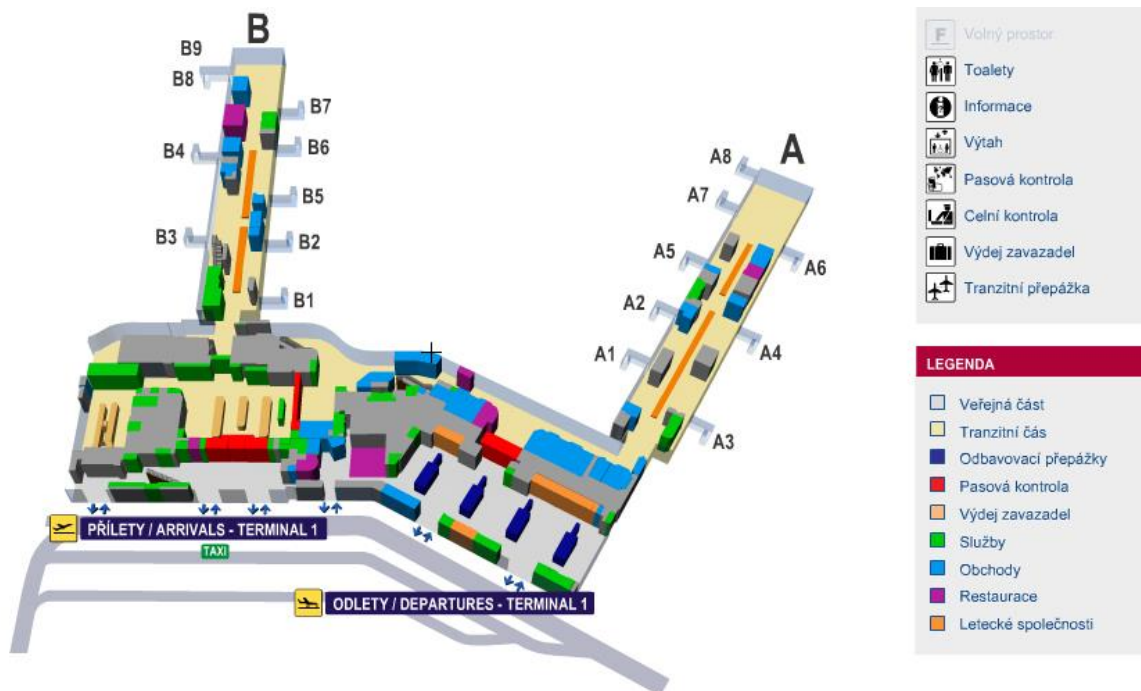 B
B9
B8
B7
B4
B6
B5
B3
B2
B1
A
A8
A7
A5
A6
A2
A1
A4
A3
PŘÍLETY / ARRIVALS - TERMINAL 1
TAXI
ODLETY / DEPARTURES - TERMINAL 1
F Volný prostor
Toalety
Informace
Výtah
Pasová kontrola
Celní kontrola
Výdej zavazadel
Tranzitní přepážka
LEGENDA
Veřejná část
Tranzitní čás
Odbavovací přepážky
Pasová kontrola
Výdej zavazadel
Služby
Obchody
Restaurace
Letecké společnosti